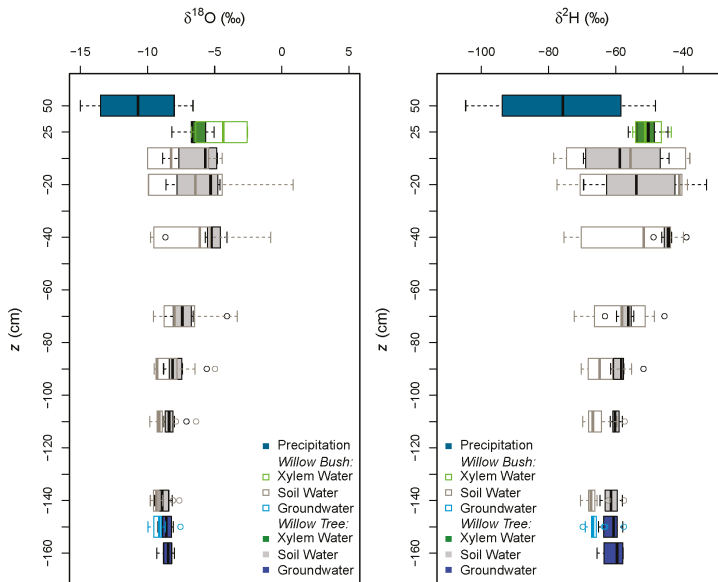 δ18O (‰)
−15 −10 −5 0 5
z (cm)
50
25
−20
−40
−60
−80
−100
−120
−140
−160
Precipitation
Willow Bush:
Xylem Water
Soil Water
Groundwater
Willow Tree:
Xylem Water
Soil Water
Groundwater
δ2H (‰)
−100 −80 −60 −40
z (cm)
50
25
−20
−40
−60
−80
−100
−120
−140
−160
Precipitation
Willow Bush:
Xylem Water
Soil Water
Groundwater
Willow Tree:
Xylem Water
Soil Water
Groundwater